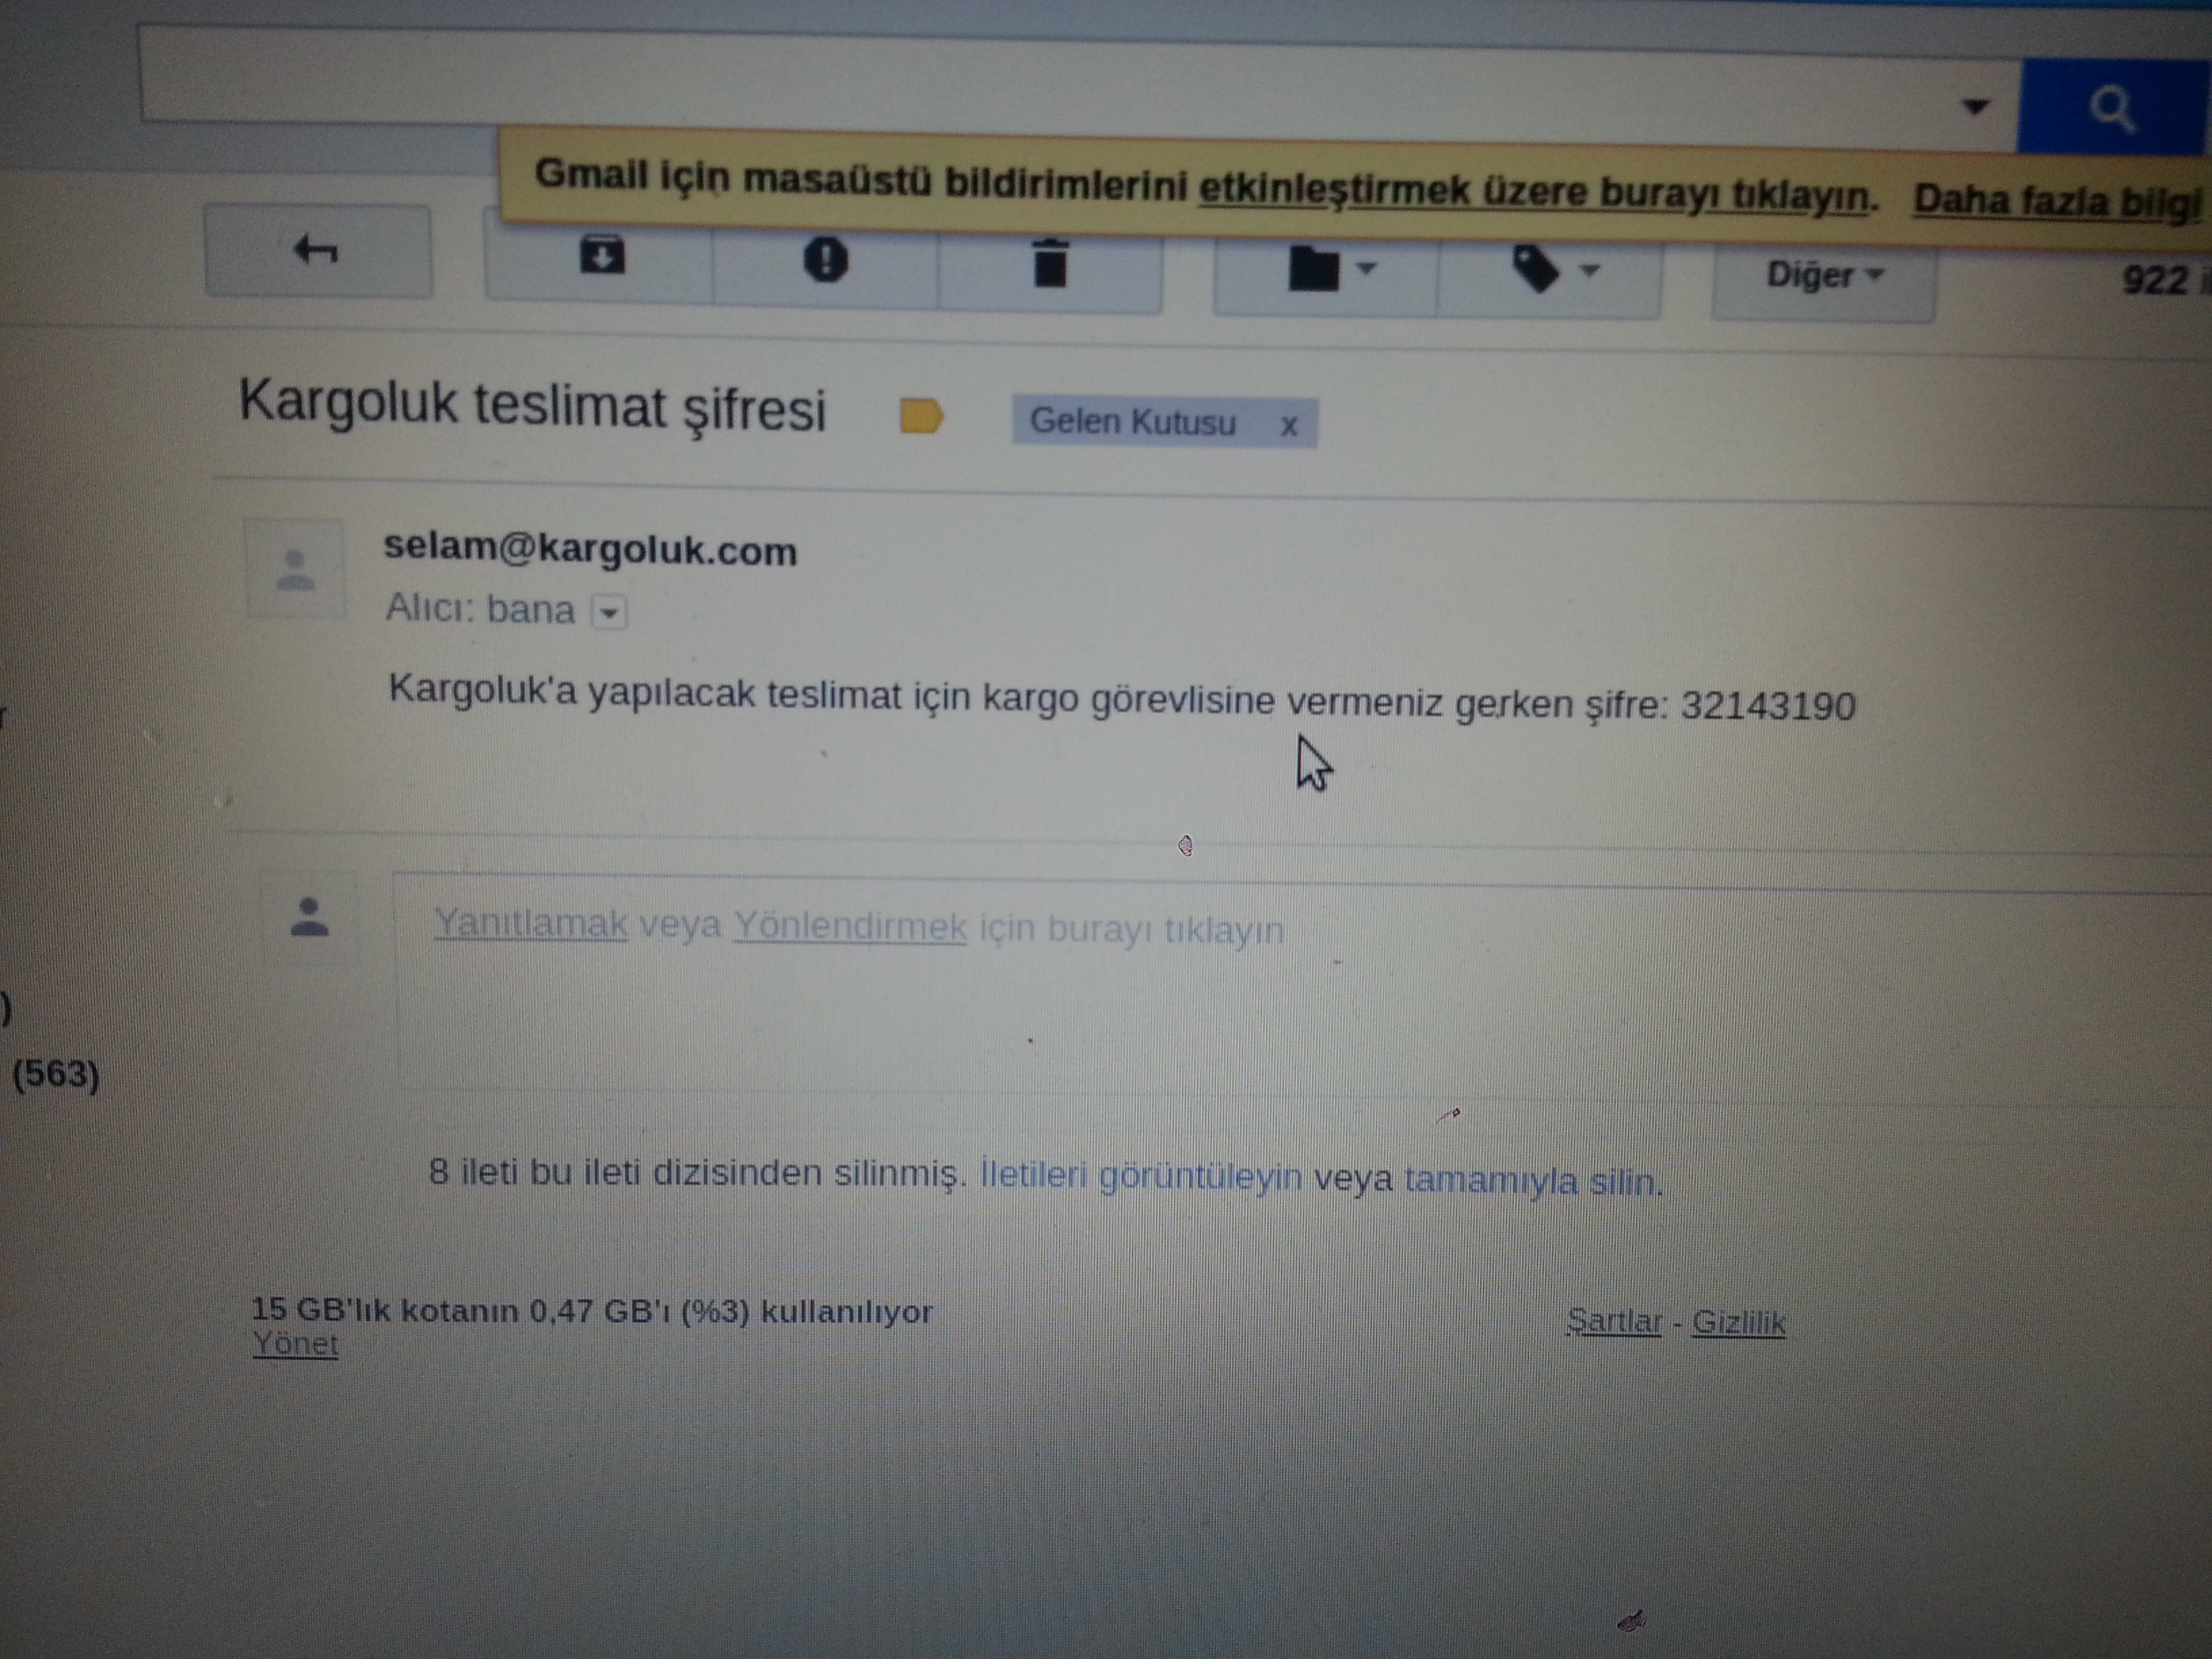 Gmail için masaüstü bildirimlerini etkinleştirmek üzere burayı tıklayın. Daha fazla bilgi
Diğer
922
Kargoluk teslimat şifresi
Gelen Kutusu x
selam@kargoluk.com
Alıcı: bana
Kargoluk'a yapılacak teslimat için kargo görevlisine vermeniz gerken şifre: 32143190
Yanıtlamak veya Yönlendirmek için burayı tıklayın
)
(563)
8 ileti bu ileti dizisinden silinmiş. İletileri görüntüleyin veya tamamıyla silin.
15 GB'lık kotanın 0,47 GB'ı (%3) kullanılıyor
Yönet
Şartlar - Gizlilik